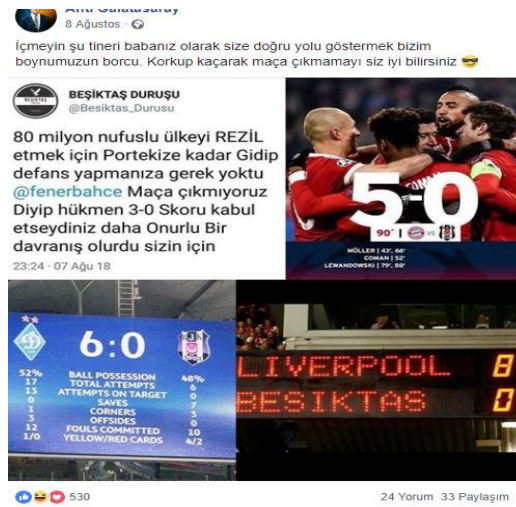 Anti Galatasaray
8 Ağustos ·
İçmeyin şu tineri babanız olarak size doğru yolu göstermek bizim
boynumuzun borcu. Korkup kaçarak maça çıkmamayı siz iyi bilirsiniz 😎
BEŞİKTAŞ DURUŞU
@Besiktas_Durusu
80 milyon nufuslu ülkeyi REZİL
etmek için Portekize kadar Gidip
defans yapmanıza gerek yoktu
@fenerbahce Maça çıkmıyoruz
Diyip hükmen 3-0 Skoru kabul
etseydiniz daha Onurlu Bir
davranış olurdu sizin için
23:24 · 07 Ağu 18
5-0
90' VS
MÜLLER | 43', 66'
COMAN | 52'
LEWANDOWSKI | 79', 88'
6:0
52% BALL POSSESSION 48%
17 TOTAL ATTEMPTS 6
13 ATTEMPTS ON TARGET 0
0 SAVES 7
1 CORNERS 3
3 OFFSIDES 0
12 FOULS COMMITTED 10
1/0 YELLOW/RED CARDS 4/2
LIVERPOOL 8
BESIKTAS 0
530
24 Yorum 33 Paylaşım